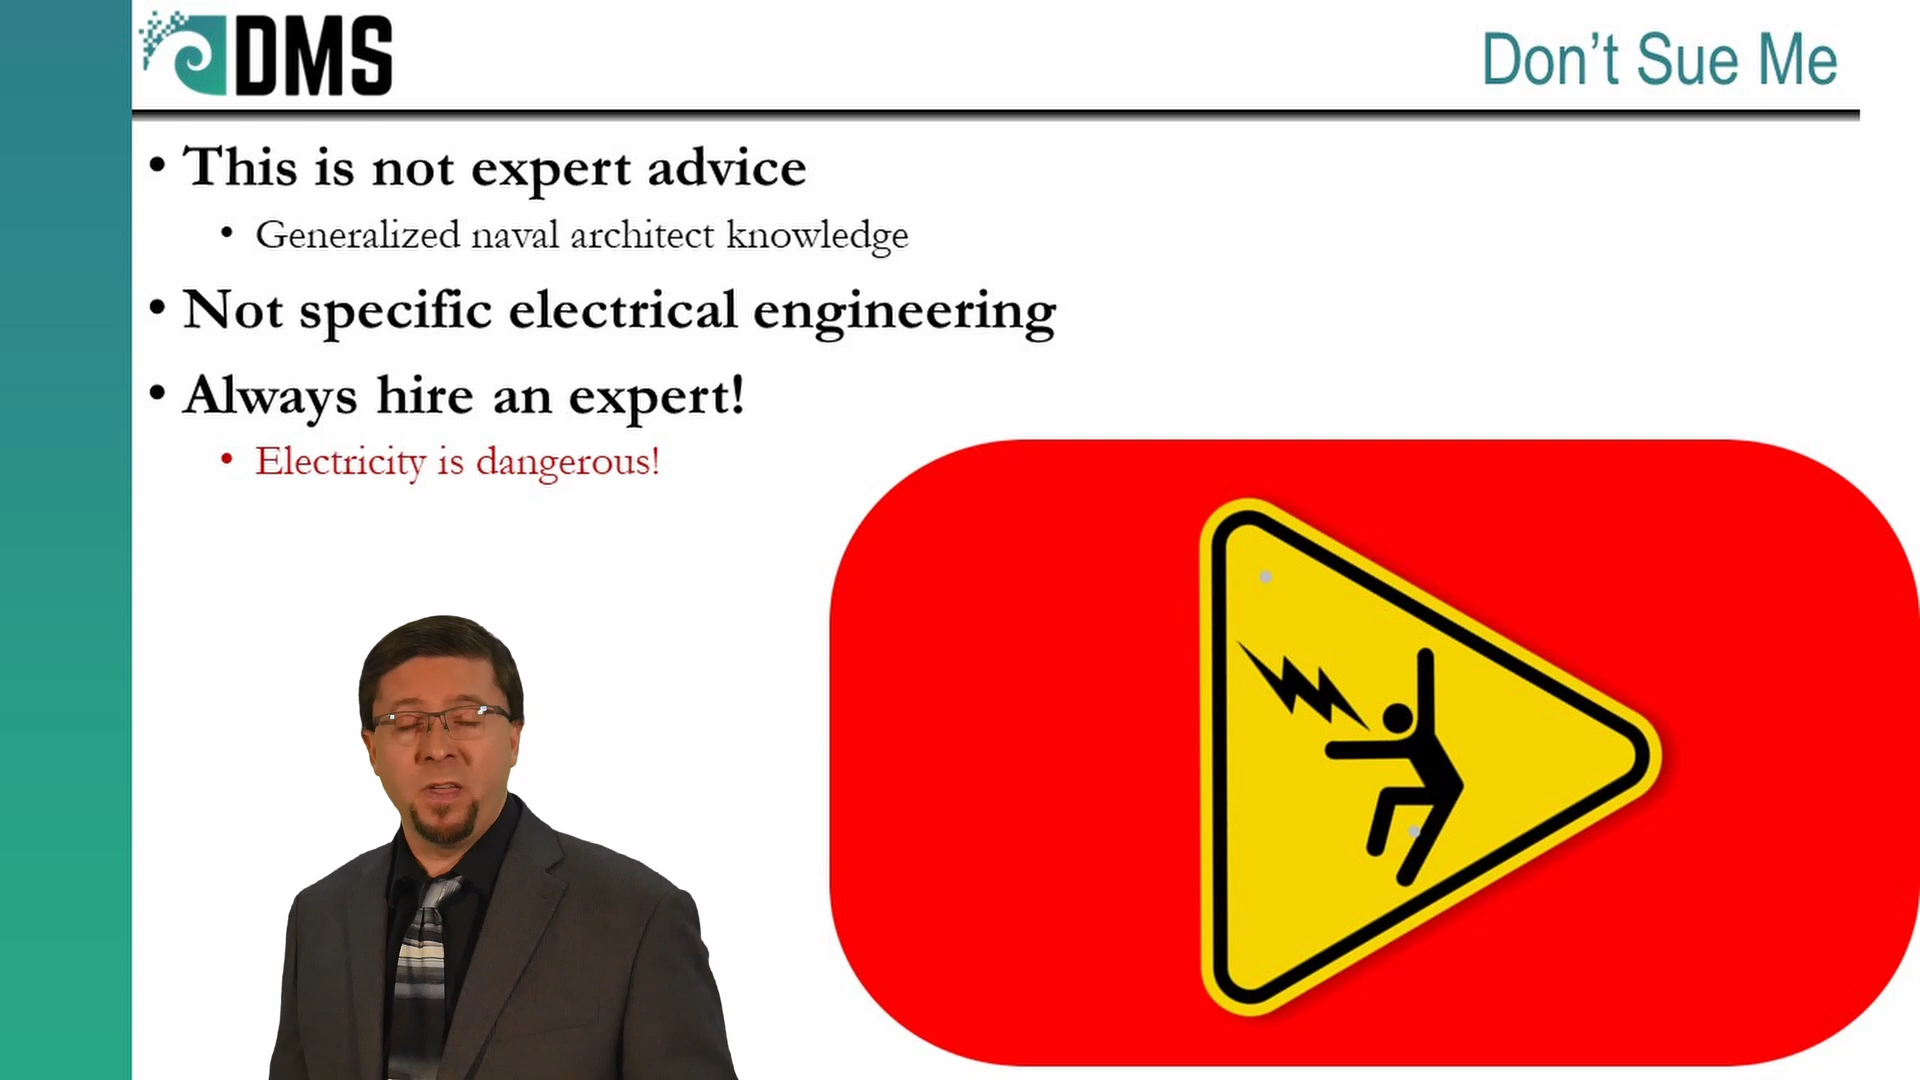 DMS
Don't Sue Me
• This is not expert advice
• Generalized naval architect knowledge
• Not specific electrical engineering
• Always hire an expert!
• Electricity is dangerous!